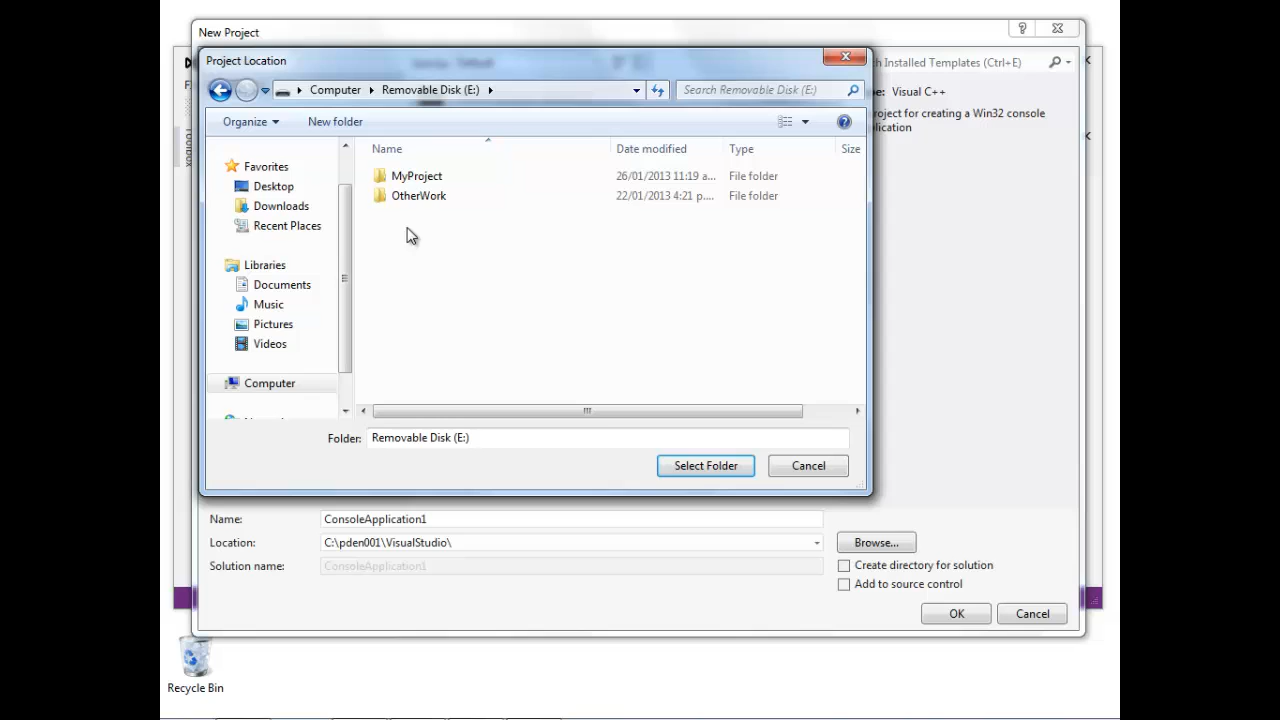 New Project
Project Location
h Installed Templates (Ctrl+E)
Computer
Removable Disk (E:)
Search Removable Disk (E:)
Visual C++
Organize
New folder
roject for creating a Win32 console
lication
Name
Date modified
Type
Size
Favorites
Desktop
Downloads
Recent Places
MyProject
26/01/2013 11:19 a...
File folder
OtherWork
22/01/2013 4:21 p....
File folder
Libraries
Documents
Music
Pictures
Videos
Computer
Folder:
Removable Disk (E:)
Select Folder
Cancel
Name:
ConsoleApplication1
Location:
C:\pden001\VisualStudio\
Browse...
Solution name:
ConsoleApplication1
Create directory for solution
Add to source control
OK
Cancel
Recycle Bin